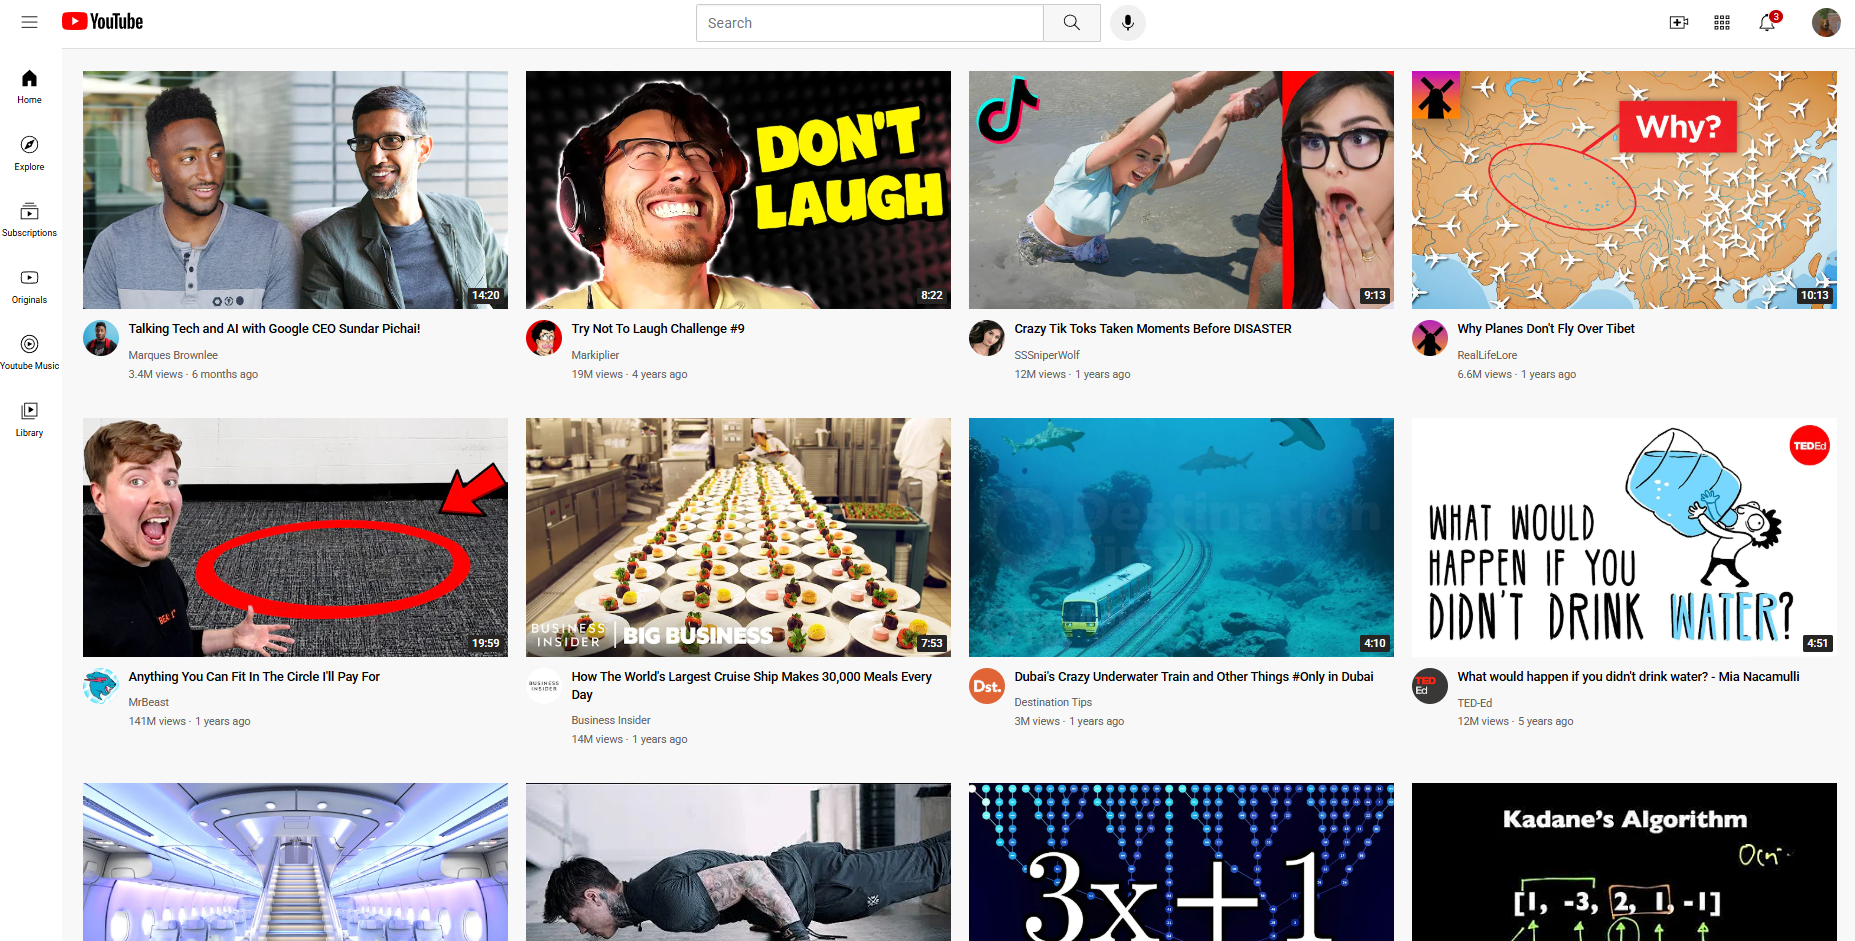 YouTube
Search
3
Home
Explore
Subscriptions
Originals
Youtube Music
Library
DON'T
LAUGH
14:20
8:22
9:13
Why?
10:13
Talking Tech and AI with Google CEO Sundar Pichai!
Marques Brownlee
3.4M views · 6 months ago
Try Not To Laugh Challenge #9
Markiplier
19M views · 4 years ago
Crazy Tik Toks Taken Moments Before DISASTER
SSSniperWolf
12M views · 1 years ago
Why Planes Don't Fly Over Tibet
RealLifeLore
6.6M views · 1 years ago
19:59
BUSINESS
INSIDER
BIG BUSINESS
7:53
Destination
4:10
TEDEd
WHAT WOULD
HAPPEN IF YOU
DIDN'T DRINK WATER?
4:51
Anything You Can Fit In The Circle I'll Pay For
MrBeast
141M views · 1 years ago
BUSINESS
INSIDER
How The World's Largest Cruise Ship Makes 30,000 Meals Every
Day
Business Insider
14M views · 1 years ago
Dst.
Dubai's Crazy Underwater Train and Other Things #Only in Dubai
Destination Tips
3M views · 1 years ago
TED
Ed
What would happen if you didn't drink water? - Mia Nacamulli
TED-Ed
12M views · 5 years ago
3x+1
Kadane's Algorithm
[1, -3, 2, 1, -1]